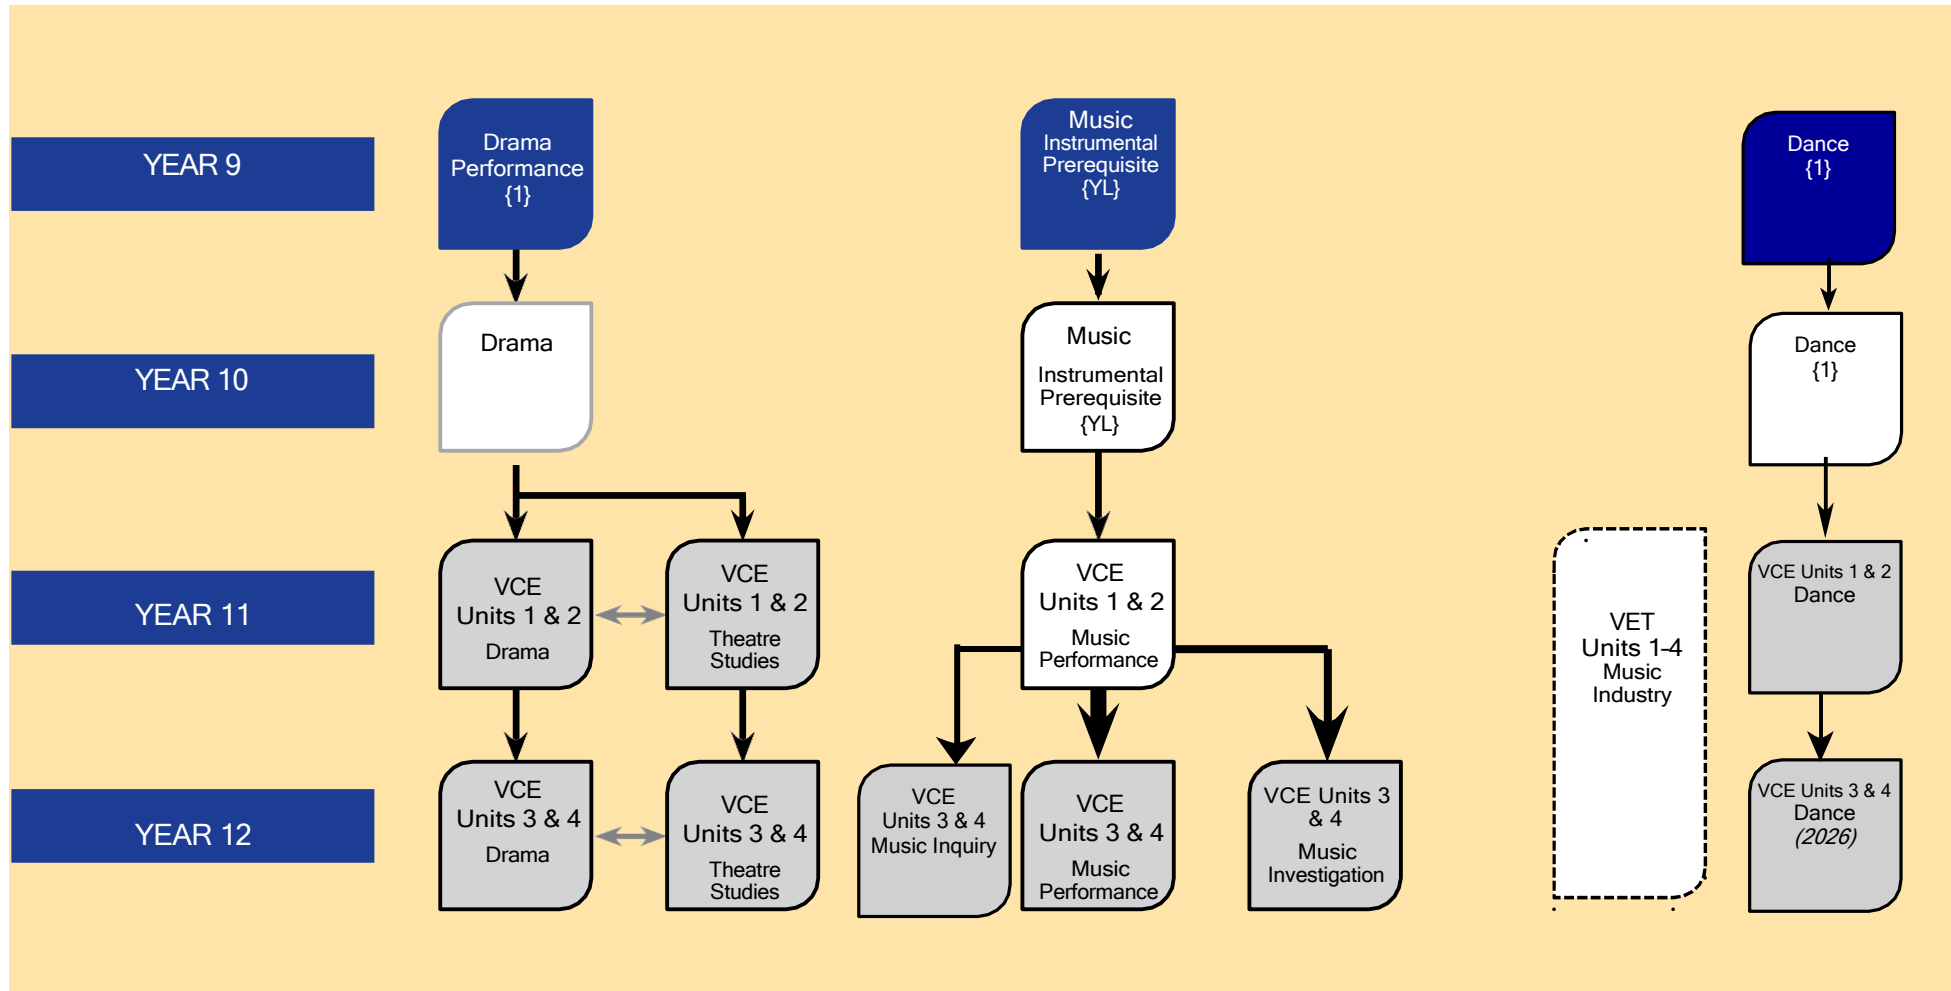 YEAR 9
Drama
Performance
{1}
Music
Instrumental
Prerequisite
{YL}
Dance
{1}
YEAR 10
Drama
Music
Instrumental
Prerequisite
{YL}
Dance
{1}
YEAR 11
VCE
Units 1 & 2
Drama
VCE
Units 1 & 2
Theatre
Studies
VCE
Units 1 & 2
Music
Performance
VET
Units 1-4
Music
Industry
VCE Units 1 & 2
Dance
YEAR 12
VCE
Units 3 & 4
Drama
VCE
Units 3 & 4
Theatre
Studies
VCE
Units 3 & 4
Music Inquiry
VCE
Units 3 & 4
Music
Performance
VCE Units 3
& 4
Music
Investigation
VCE Units 3 & 4
Dance
(2026)